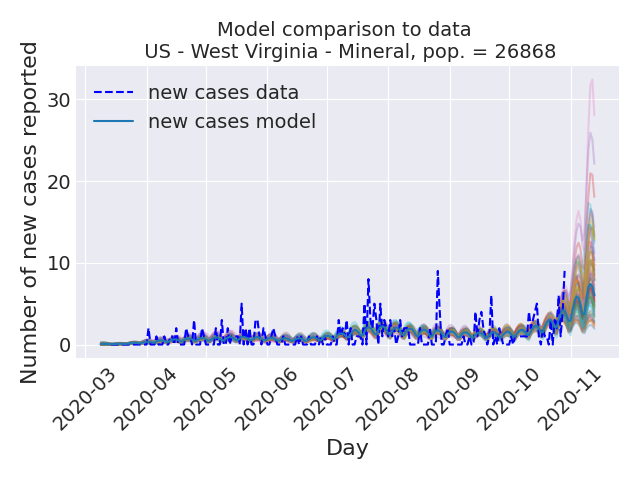 Model comparison to data
US - West Virginia - Mineral, pop. = 26868
Number of new cases reported
30
20
10
0
new cases data
new cases model
2020-03
2020-04
2020-05
2020-06
2020-07
2020-08
2020-09
2020-10
2020-11
Day